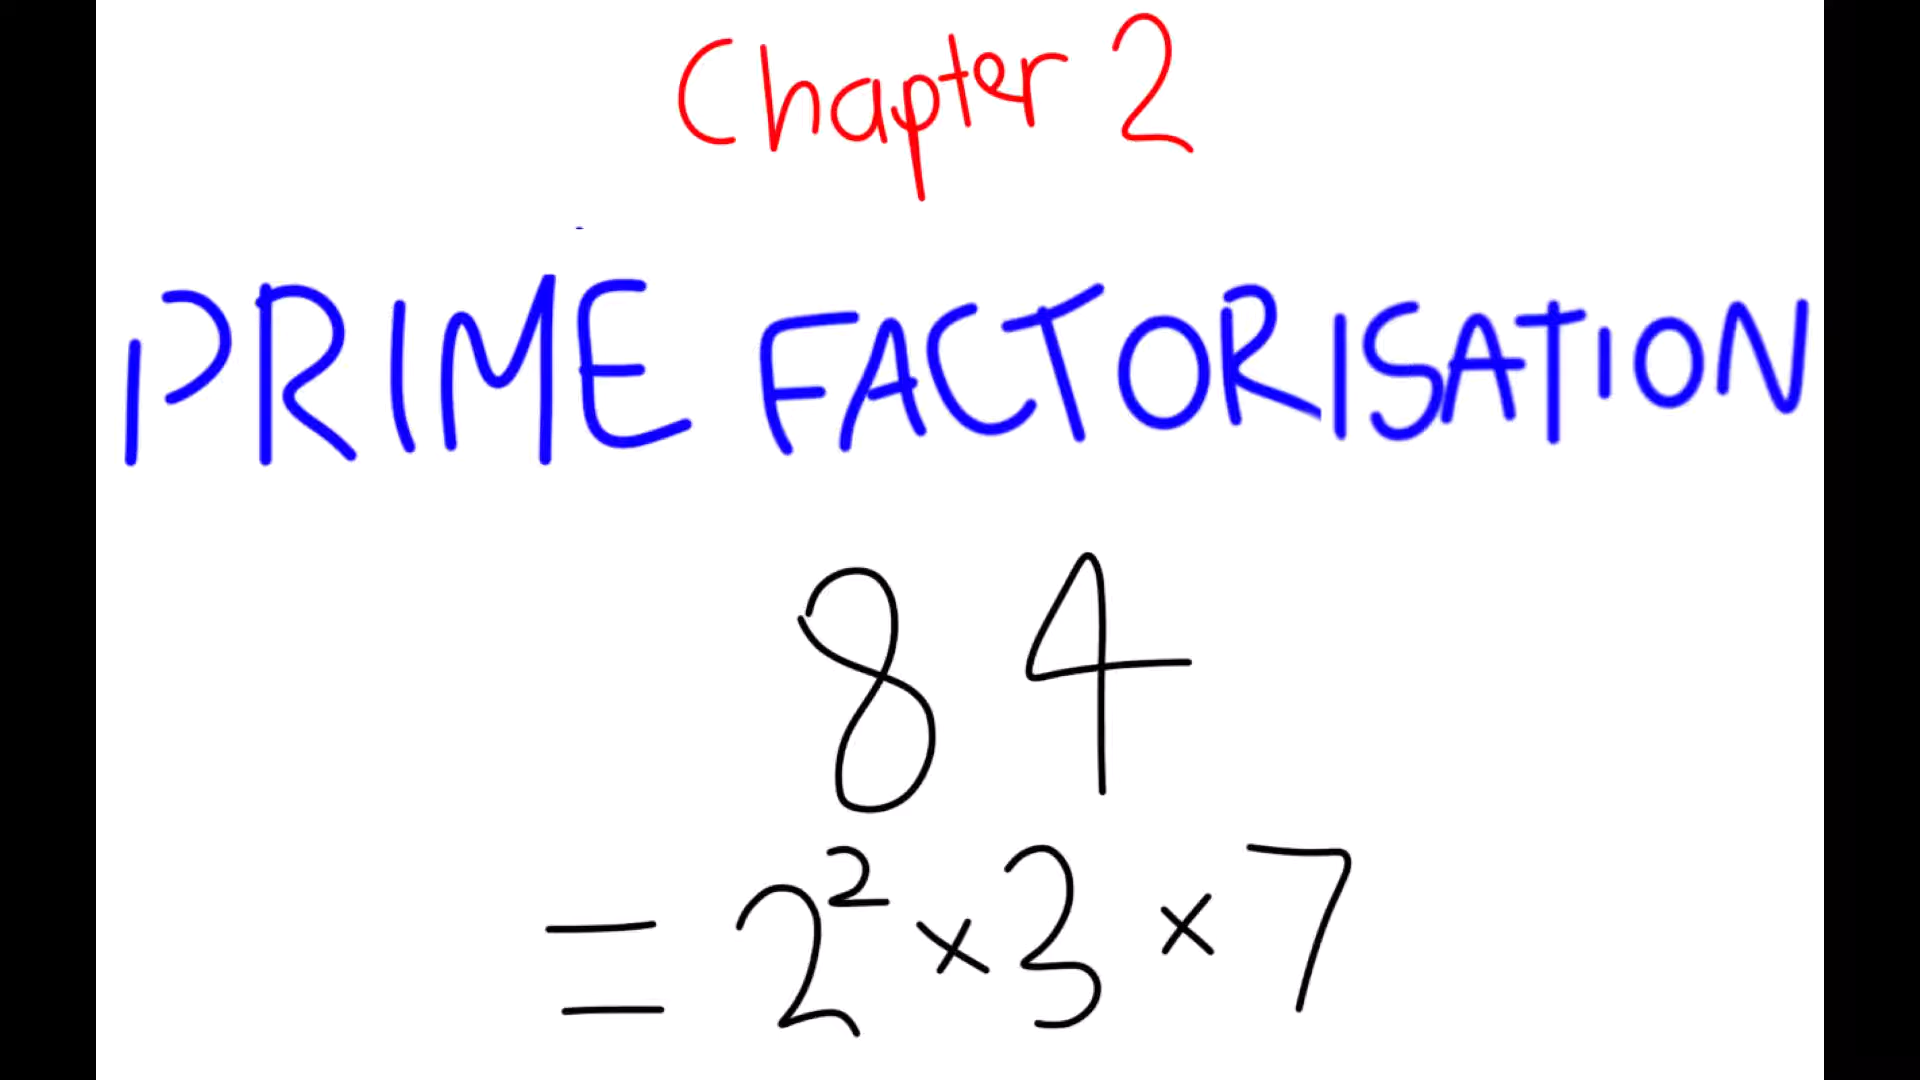 Chapter 2
PRIME FACTORISATION
84
= 2² × 3 × 7